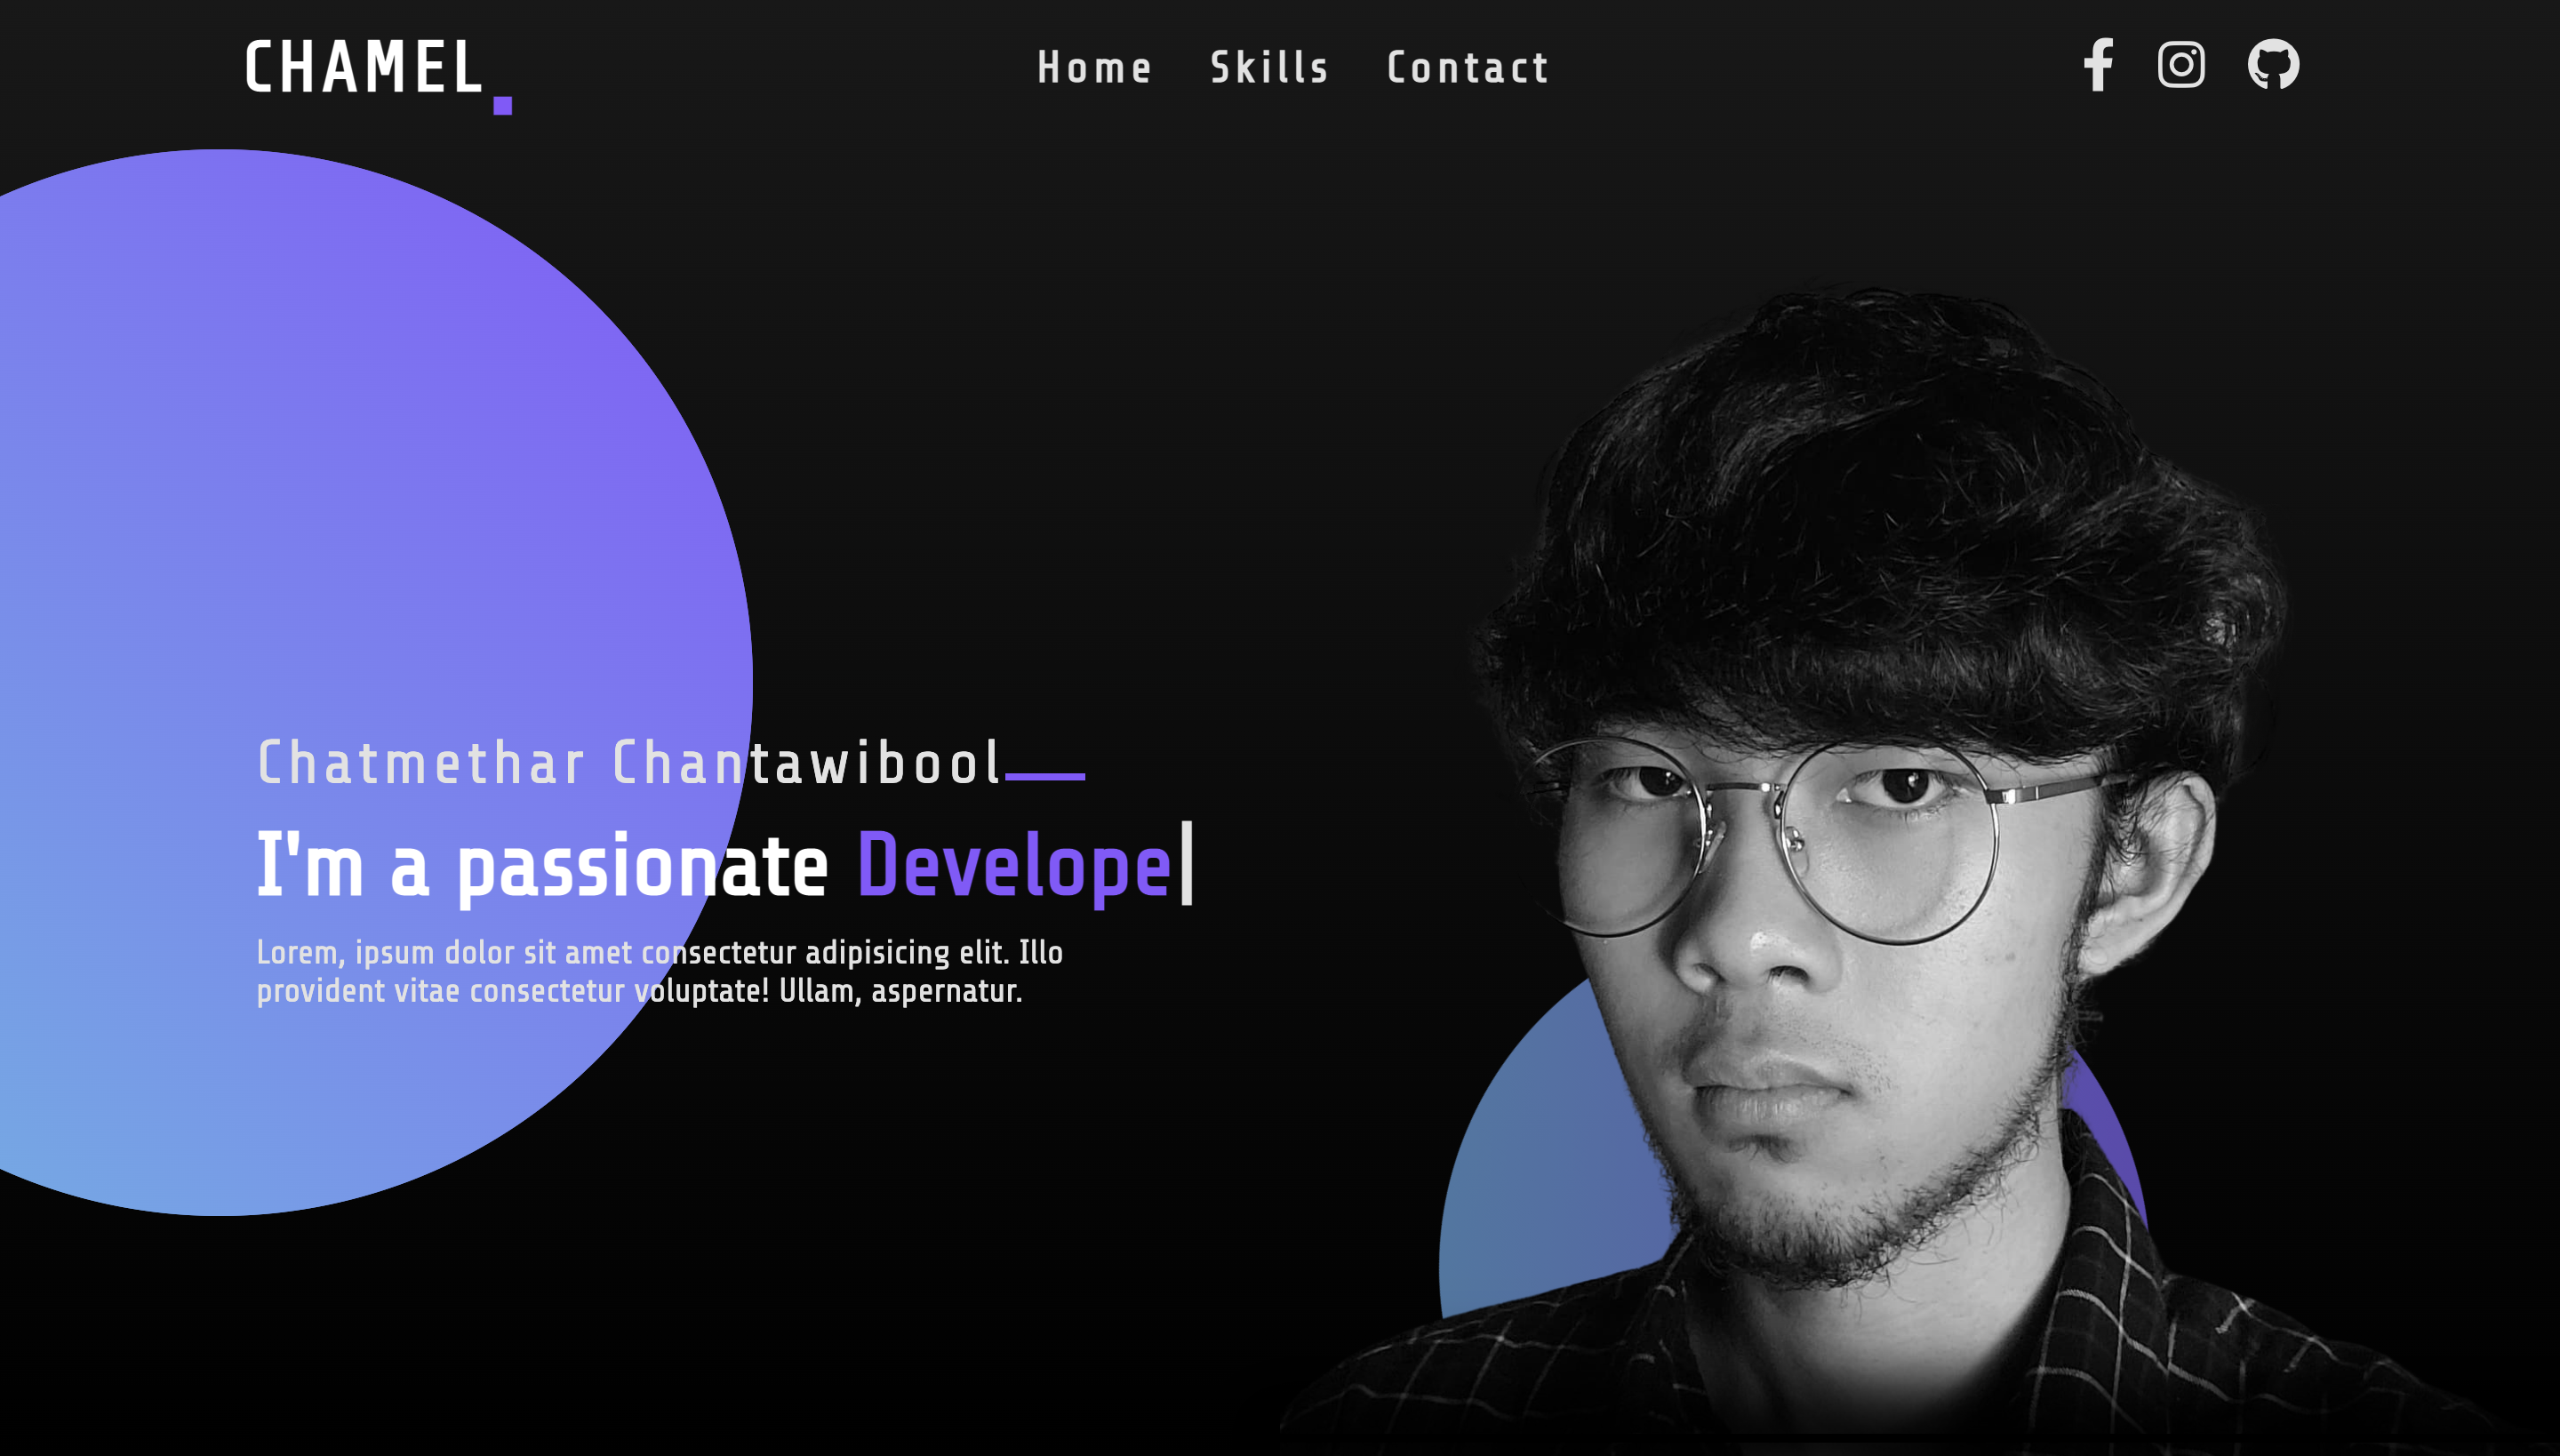 CHAMEL.
Home Skills Contact
Chatmethar Chantawibool
I'm a passionate Develope|
Lorem, ipsum dolor sit amet consectetur adipisicing elit. Illo
provident vitae consectetur voluptate! Ullam, aspernatur.